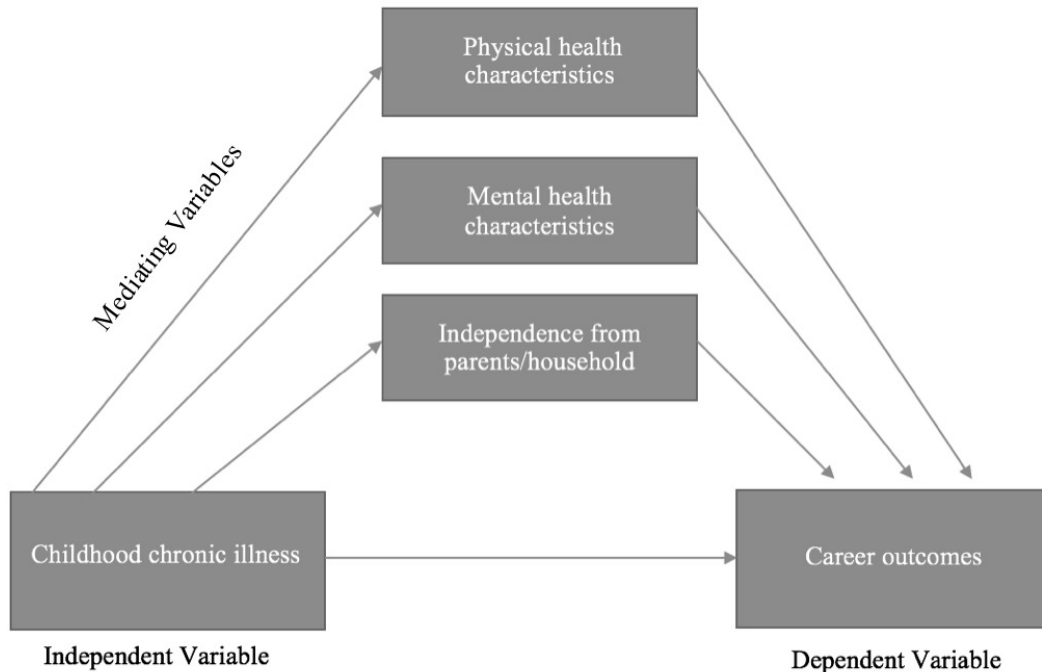 Physical health
characteristics
Mediating Variables
Mental health
characteristics
Independence from
parents/household
Childhood chronic illness
Career outcomes
Independent Variable
Dependent Variable